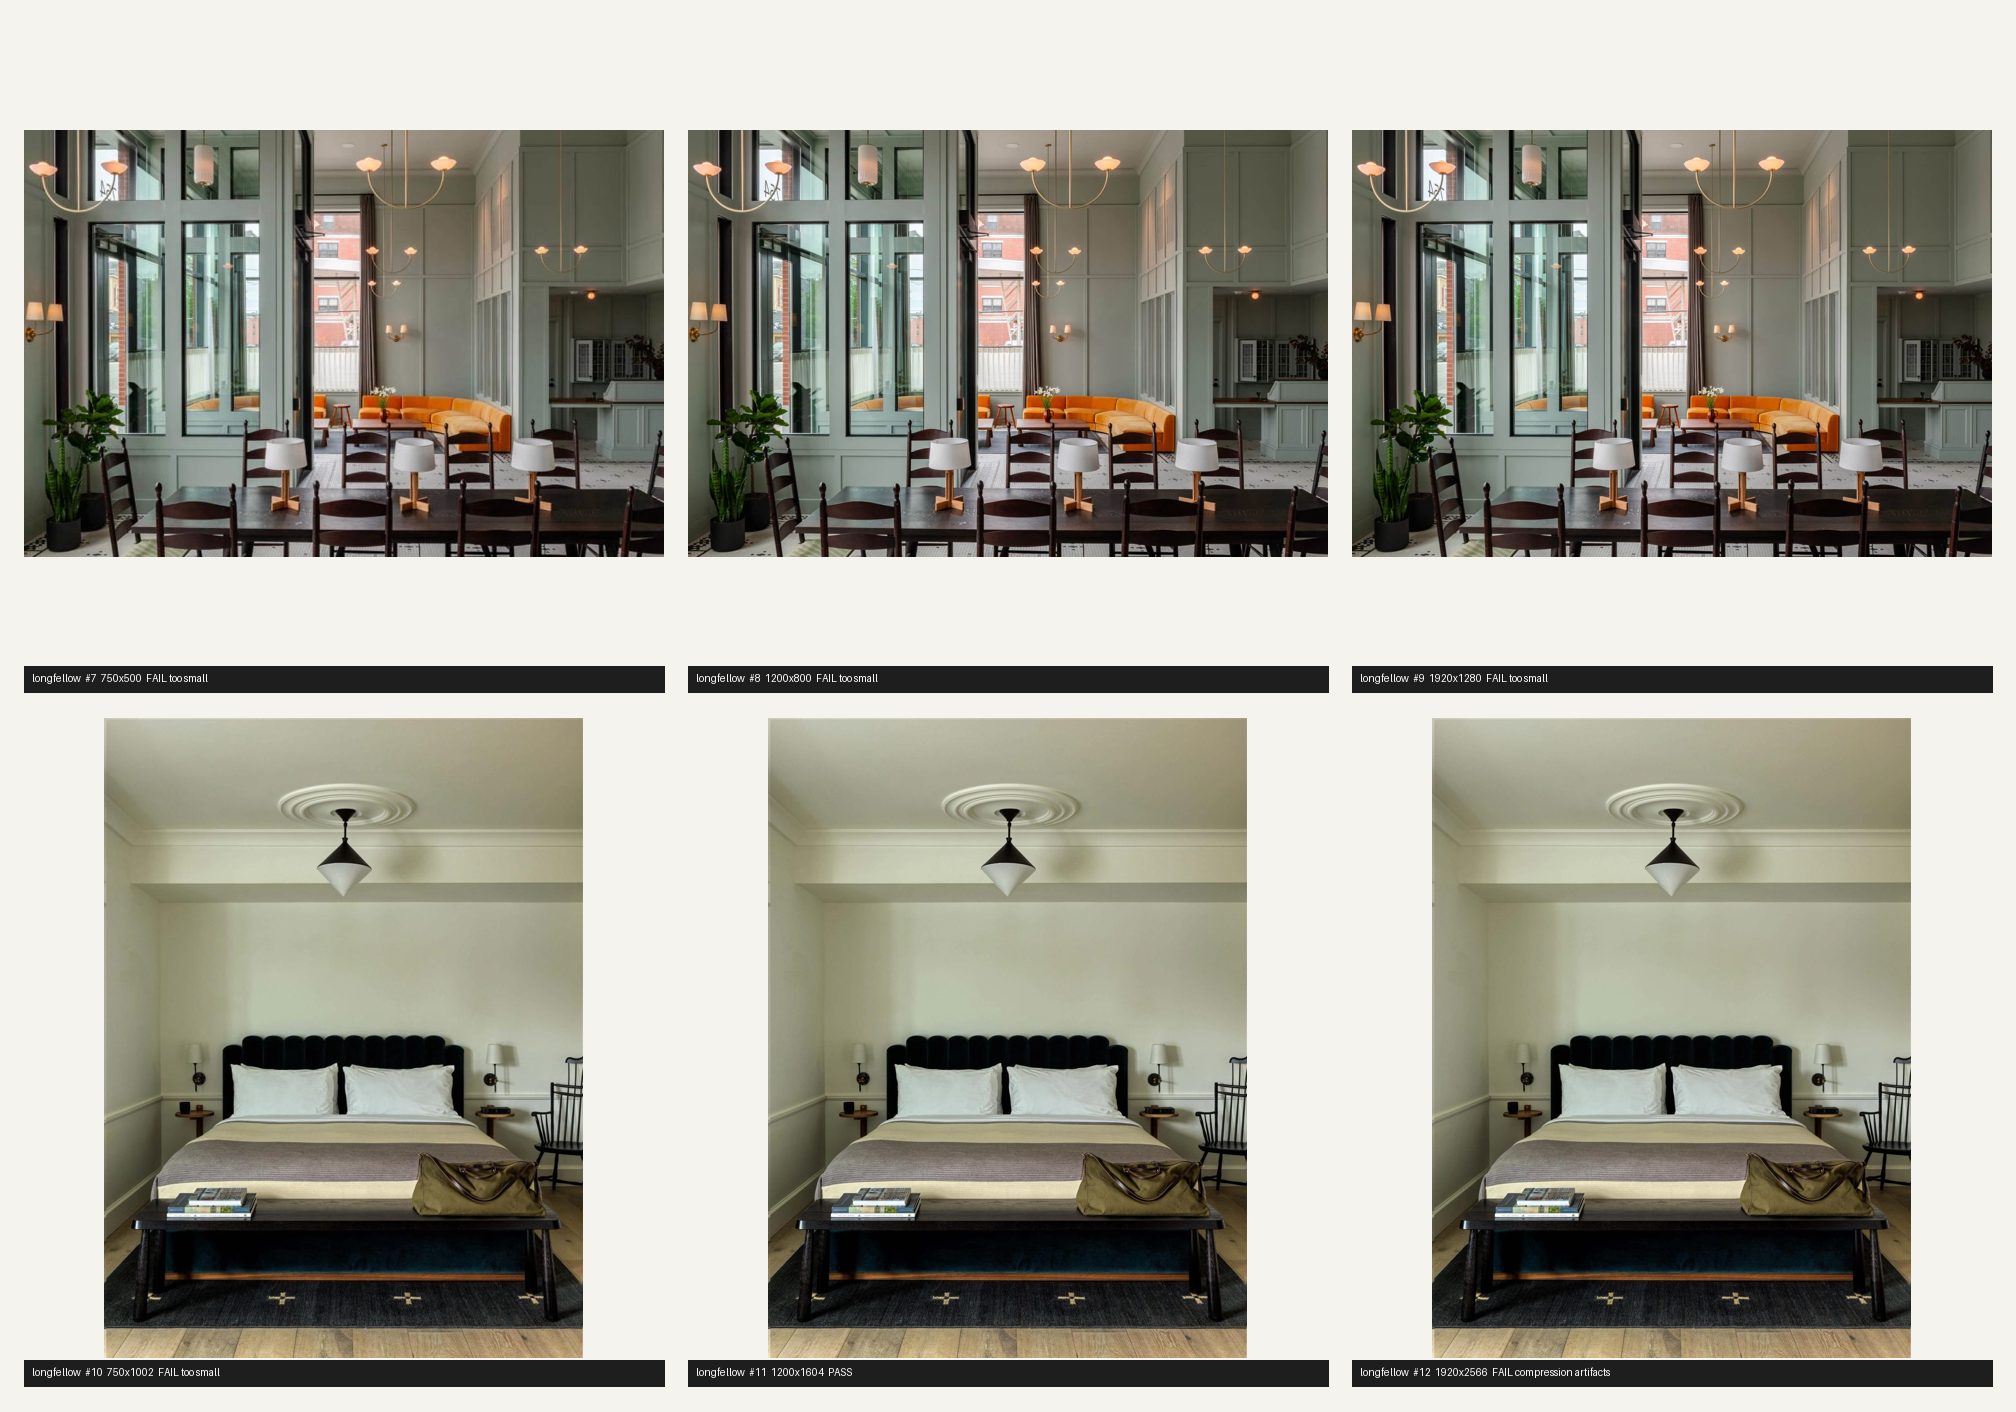 longfellow #7 750x500 FAIL too small
longfellow #8 1200x800 FAIL too small
longfellow #9 1920x1280 FAIL too small
longfellow #10 750x1002 FAIL too small
longfellow #11 1200x1604 PASS
longfellow #12 1920x2566 FAIL compression artifacts